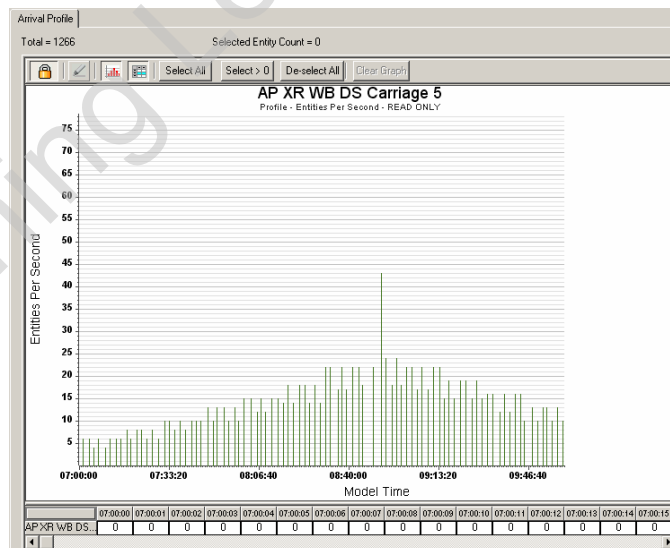 Arrival Profile
Total = 1266 Selected Entity Count = 0
Select All Select > 0 De-select All Clear Graph
AP XR WB DS Carriage 5
Profile - Entities Per Second - READ ONLY
Entities Per Second
75
70
65
60
55
50
45
40
35
30
25
20
15
10
5
07:00:00 07:33:20 08:06:40 08:40:00 09:13:20 09:46:40
Model Time
07:00:00 07:00:01 07:00:02 07:00:03 07:00:04 07:00:05 07:00:06 07:00:07 07:00:08 07:00:09 07:00:10 07:00:11 07:00:12 07:00:13 07:00:14 07:00:15
AP XR WB DS... 0 0 0 0 0 0 0 0 0 0 0 0 0 0 0 0